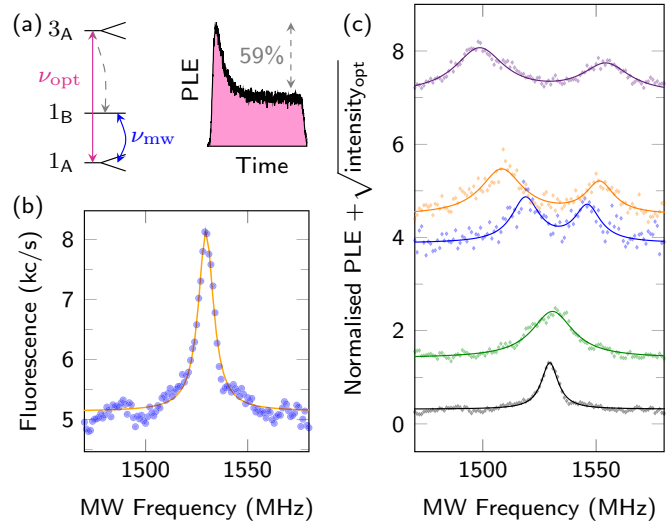 (a)
3A
νopt
1B
νmw
1A
PLE
59%
Time
(b)
Fluorescence (kc/s)
8
7
6
5
1500
1550
MW Frequency (MHz)
(c)
Normalised PLE + √intensityopt
8
6
4
2
0
1500
1550
MW Frequency (MHz)